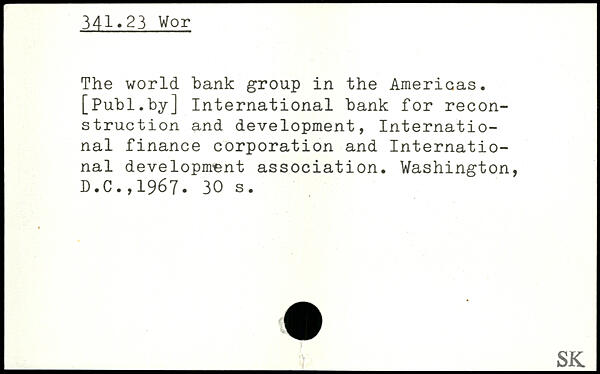 341.23 Wor
The world bank group in the Americas.
[Publ.by] International bank for recon-
struction and development, Internatio-
nal finance corporation and Internatio-
nal development association. Washington,
D.C.,1967. 30 s.
SK